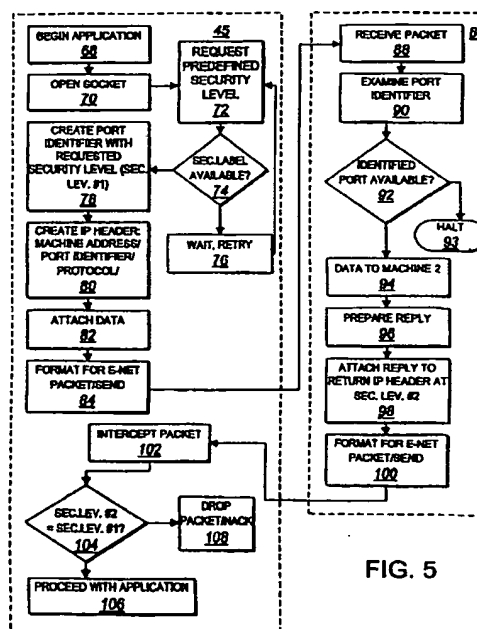 45
BEGIN APPLICATION
68
OPEN SOCKET
70
REQUEST
PREDEFINED
SECURITY
LEVEL
72
CREATE PORT
IDENTIFIER WITH
REQUESTED
SECURITY LEVEL (SEC.
LEV. #1)
78
SEC.LABEL
AVAILABLE?
74
WAIT, RETRY
76
CREATE IP HEADER:
MACHINE ADDRESS/
PORT IDENTIFIER/
PROTOCOL/
80
ATTACH DATA
82
FORMAT FOR E-NET
PACKET/SEND
84
INTERCEPT PACKET
102
SEC.LEV. #2
= SEC.LEV. #1?
104
DROP
PACKET/NACK
108
PROCEED WITH APPLICATION
106
RECEIVE PACKET
88
EXAMINE PORT
IDENTIFIER
90
IDENTIFIED
PORT AVAILABLE?
92
HALT
93
DATA TO MACHINE 2
94
PREPARE REPLY
96
ATTACH REPLY TO
RETURN IP HEADER AT
SEC. LEV. #2
98
FORMAT FOR E-NET
PACKET/SEND
100
FIG. 5